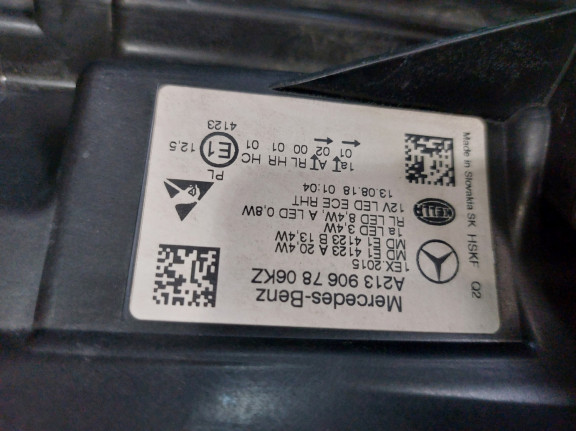 Mercedes-Benz
A213 906 78 06KZ
1EX 2015
MD E1 4123 A 20,4W
MD E1 4123 B 13,4W
1a LED 3,4W
RL LED 8,4W, A LED 0,8W
12V LED ECE RHT
13.08.18 01:04
PL
1a A RL HR HC
01 02 00 01 01
E1
12,5
4123
HELLA
Made in Slovakia SK HSKF Q2